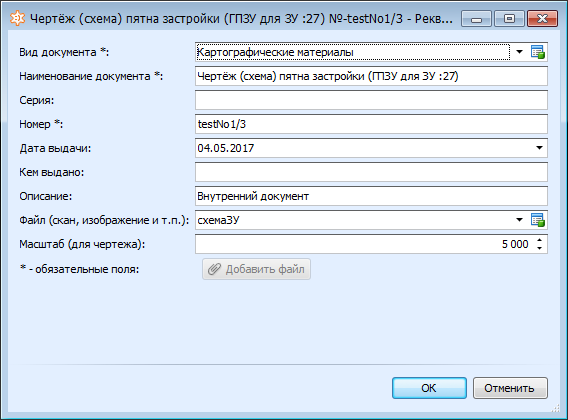 Чертёж (схема) пятна застройки (ГПЗУ для ЗУ :27) №-testNo1/3 - Рекв...
Вид документа *: Картографические материалы
Наименование документа *: Чертёж (схема) пятна застройки (ГПЗУ для ЗУ :27)
Серия:
Номер *: testNo1/3
Дата выдачи: 04.05.2017
Кем выдано:
Описание: Внутренний документ
Файл (скан, изображение и т.п.): схемаЗУ
Масштаб (для чертежа): 5 000
* - обязательные поля: Добавить файл
OK Отменить